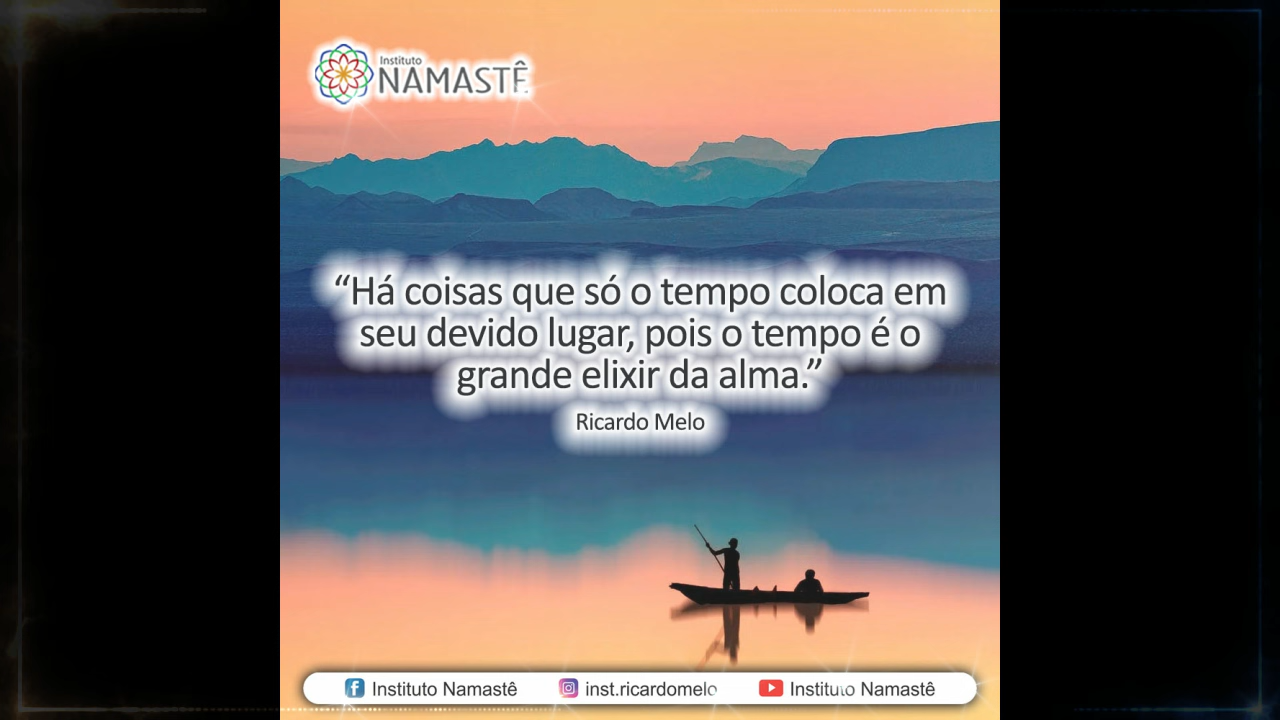 Instituto
NAMASTÊ
“Há coisas que só o tempo coloca em
seu devido lugar, pois o tempo é o
grande elixir da alma.”
Ricardo Melo
Instituto Namastê inst.ricardomelo Instituto Namastê